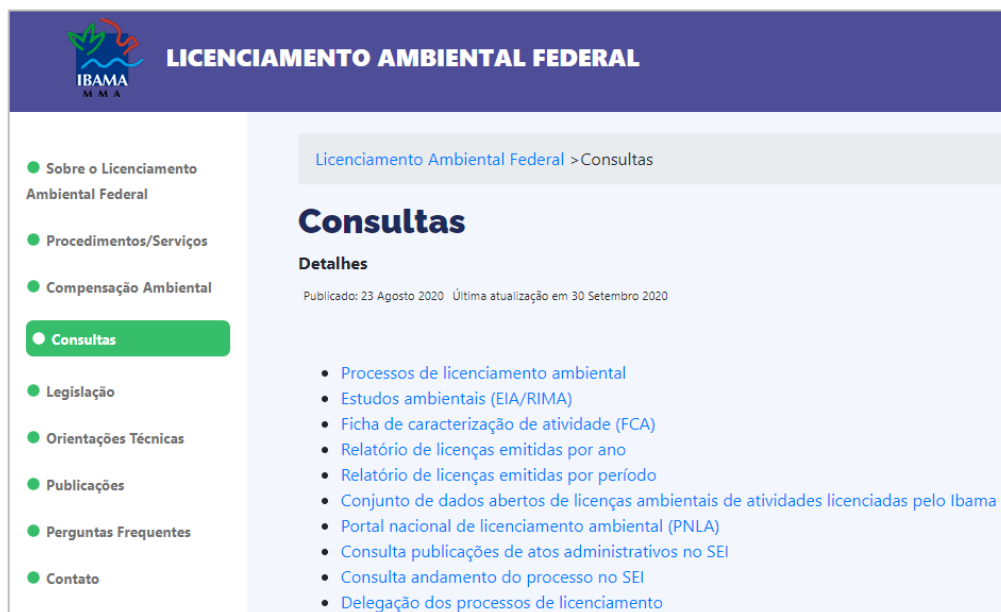 IBAMA
M M A
LICENCIAMENTO AMBIENTAL FEDERAL
Sobre o Licenciamento
Ambiental Federal
Procedimentos/Serviços
Compensação Ambiental
Consultas
Legislação
Orientações Técnicas
Publicações
Perguntas Frequentes
Contato
Licenciamento Ambiental Federal >Consultas
Consultas
Detalhes
Publicado: 23 Agosto 2020 Última atualização em 30 Setembro 2020
Processos de licenciamento ambiental
Estudos ambientais (EIA/RIMA)
Ficha de caracterização de atividade (FCA)
Relatório de licenças emitidas por ano
Relatório de licenças emitidas por período
Conjunto de dados abertos de licenças ambientais de atividades licenciadas pelo Ibama
Portal nacional de licenciamento ambiental (PNLA)
Consulta publicações de atos administrativos no SEI
Consulta andamento do processo no SEI
Delegação dos processos de licenciamento